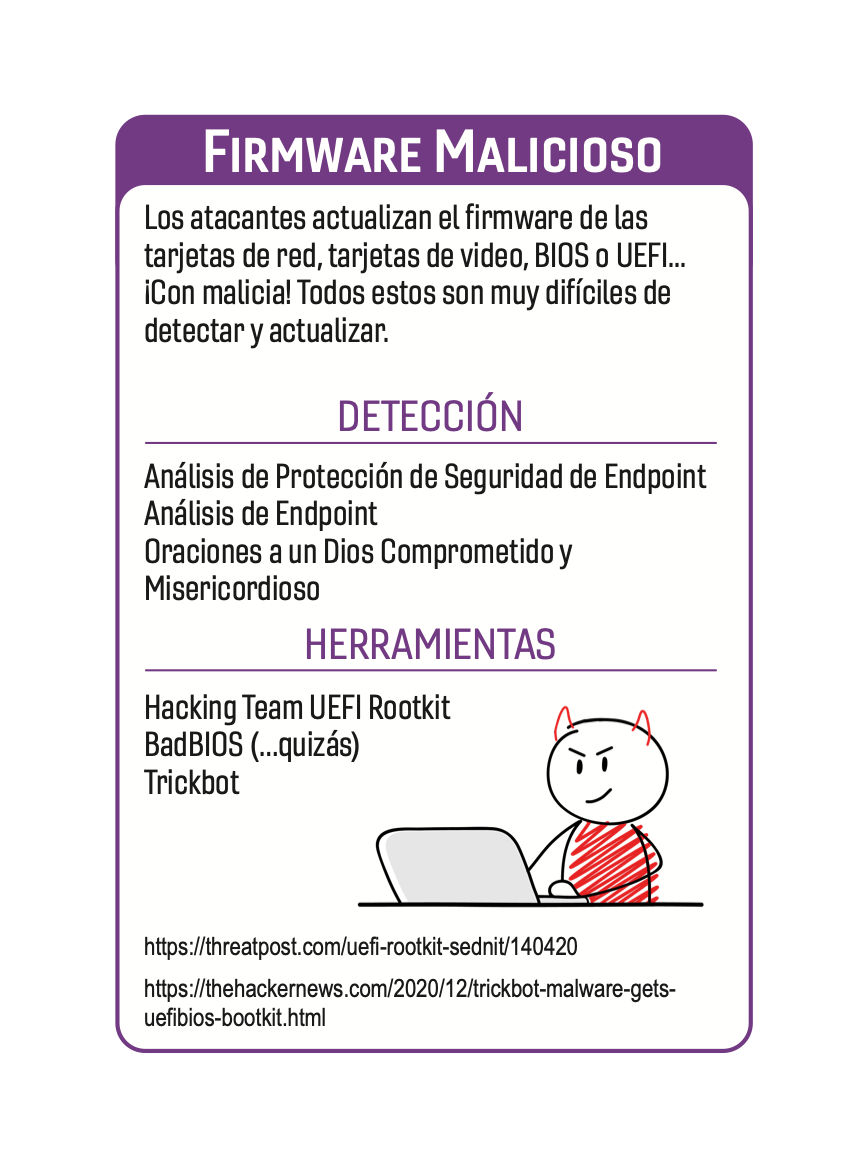 FIRMWARE MALICIOSO
Los atacantes actualizan el firmware de las
tarjetas de red, tarjetas de video, BIOS o UEFI...
¡Con malicia! Todos estos son muy difíciles de
detectar y actualizar.
DETECCIÓN
Análisis de Protección de Seguridad de Endpoint
Análisis de Endpoint
Oraciones a un Dios Comprometido y
Misericordioso
HERRAMIENTAS
Hacking Team UEFI Rootkit
BadBIOS (...quizás)
Trickbot
https://threatpost.com/uefi-rootkit-sednit/140420
https://thehackernews.com/2020/12/trickbot-malware-gets-
uefibios-bootkit.html